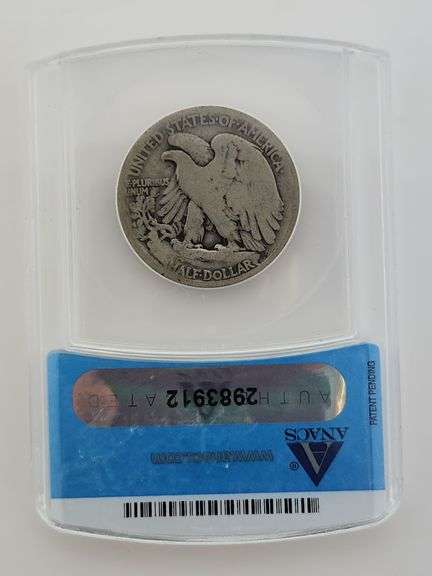 UNITED STATES OF AMERICA
E·PLURIBUS
UNUM
HALF·DOLLAR
PATENT PENDING
2983912
ANACS
®